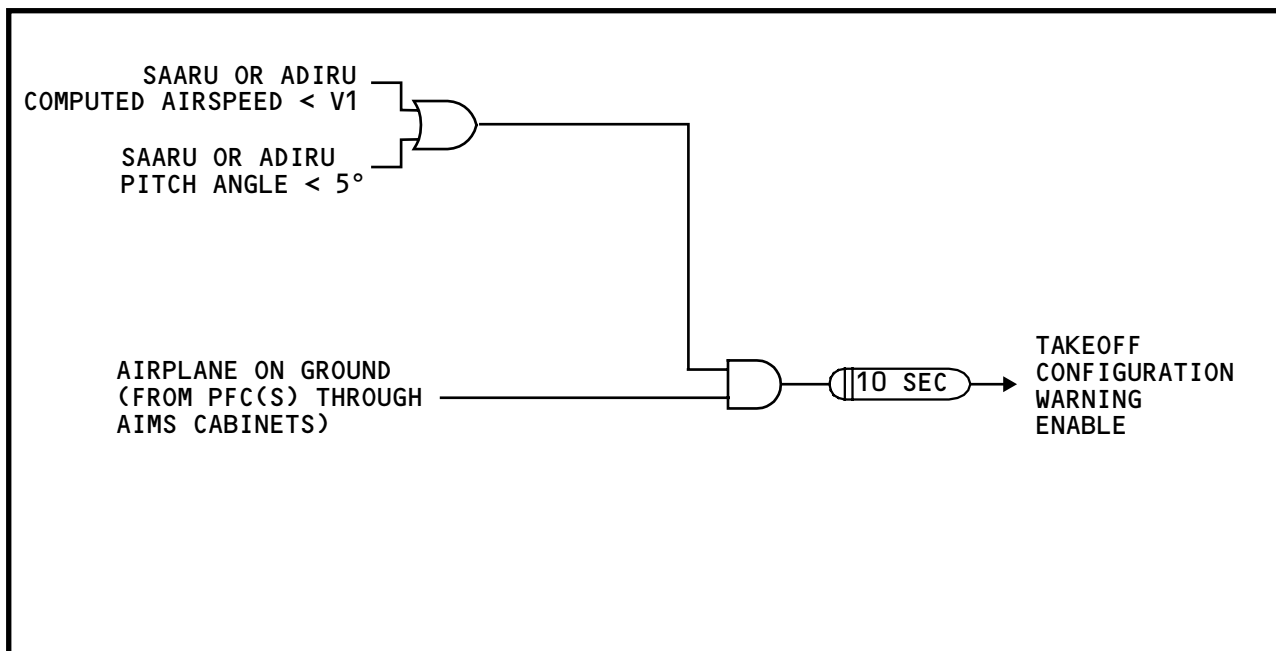 SAARU OR ADIRU
COMPUTED AIRSPEED < V1
SAARU OR ADIRU
PITCH ANGLE < 5°
AIRPLANE ON GROUND
(FROM PFC(S) THROUGH
AIMS CABINETS)
10 SEC
TAKEOFF
CONFIGURATION
WARNING
ENABLE